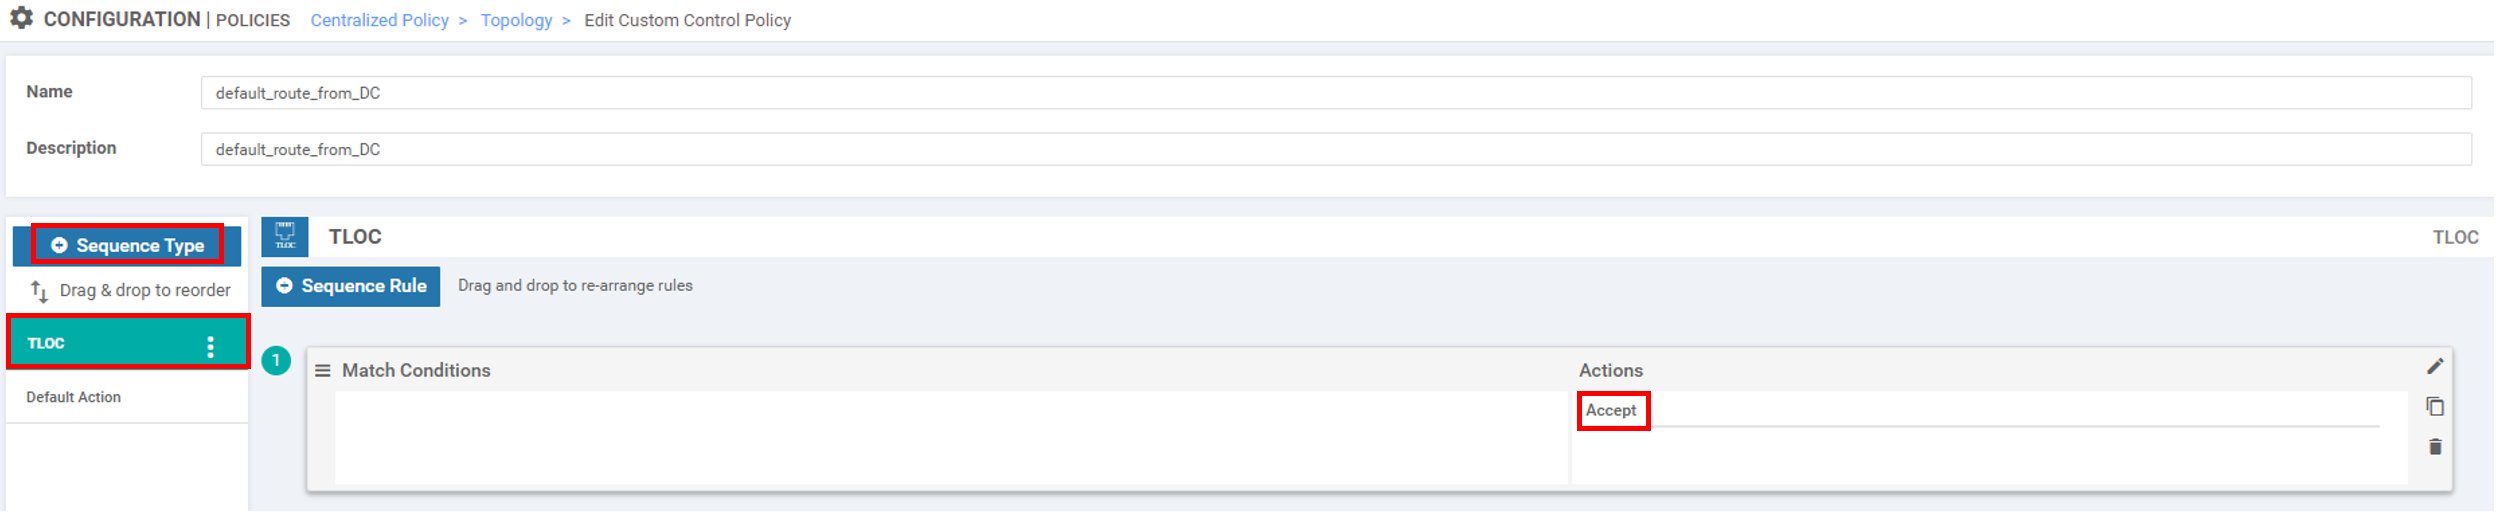 CONFIGURATION | POLICIES Centralized Policy > Topology > Edit Custom Control Policy
Name default_route_from_DC
Description default_route_from_DC
Sequence Type
TLOC TLOC TLOC
Drag & drop to reorder
Sequence Rule Drag and drop to re-arrange rules
TLOC
1 Match Conditions Actions
Default Action
Accept